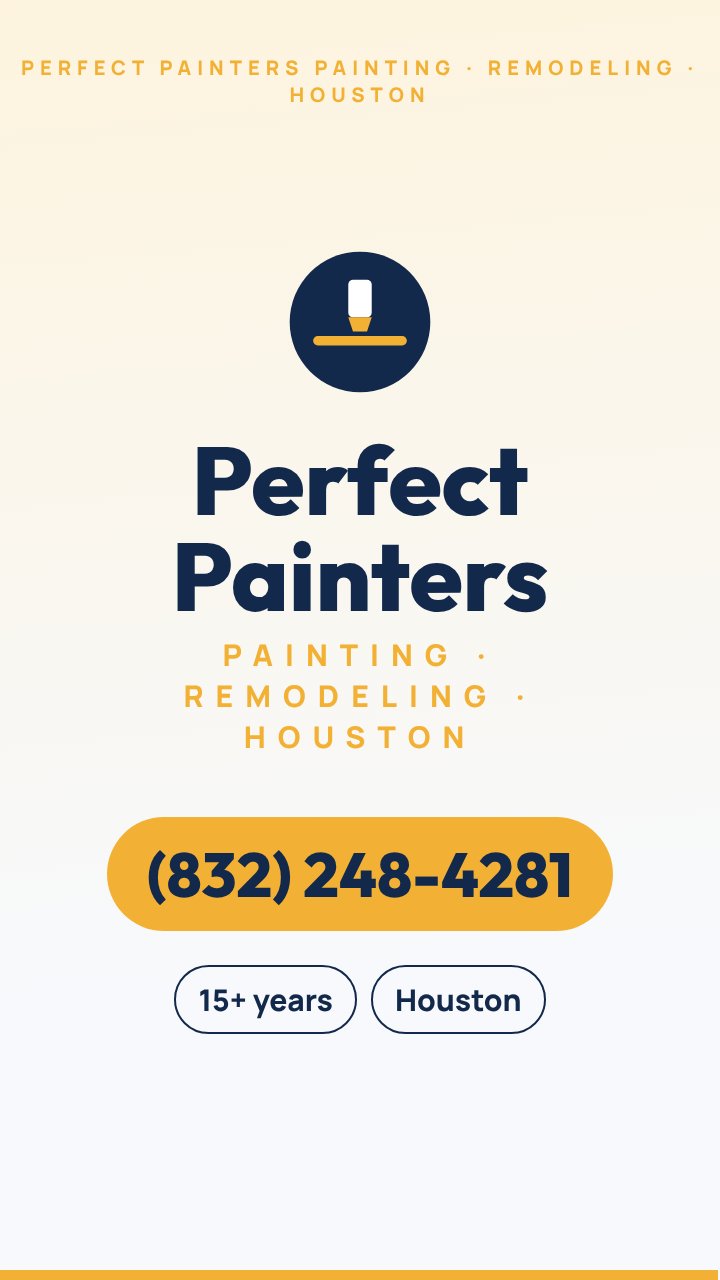 PERFECT PAINTERS PAINTING · REMODELING ·
HOUSTON
Perfect
Painters
PAINTING ·
REMODELING ·
HOUSTON
(832) 248-4281
15+ years
Houston